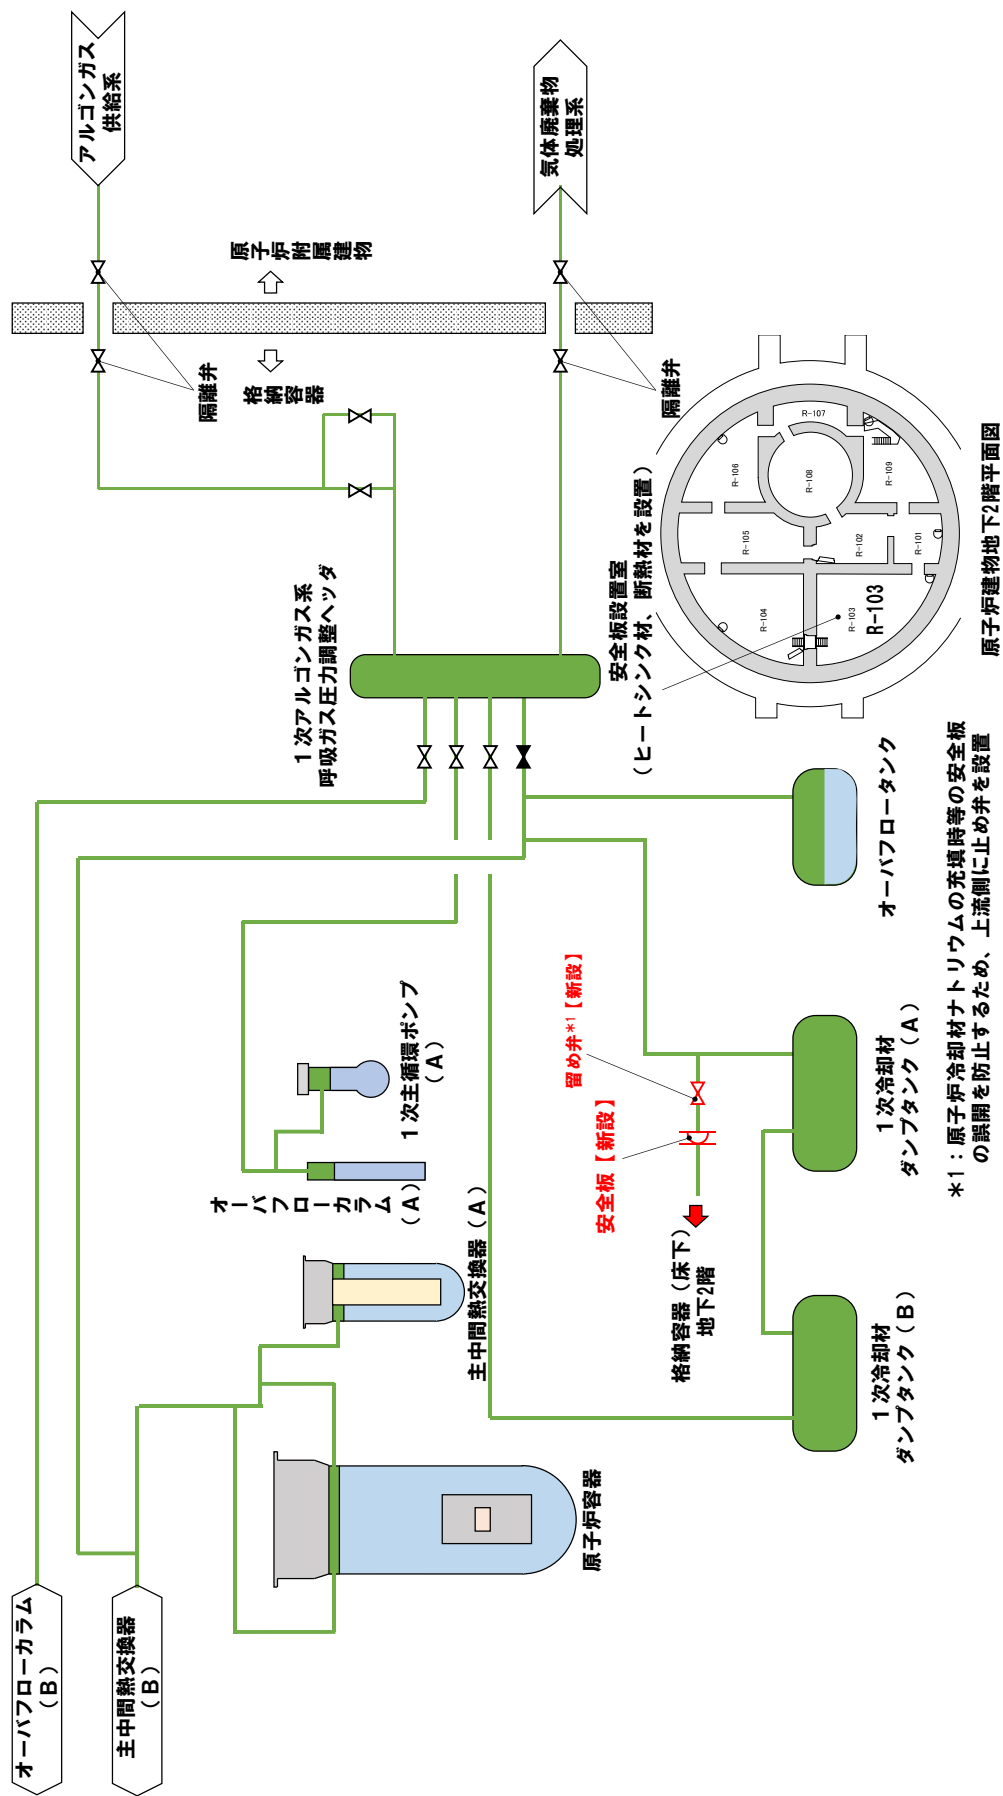 オーバフローカラム
（B）
主中間熱交換器
（B）
原子炉容器
主中間熱交換器（A）
オーバフローカラム
（A）
1次主循環ポンプ
（A）
1次アルゴンガス系
呼吸ガス圧力調整ヘッダ
隔離弁
格納容器
原子炉附属建物
アルゴンガス
供給系
気体廃棄物
処理系
隔離弁
留め弁*1【新設】
安全板【新設】
格納容器（床下）
地下2階
1次冷却材
ダンプタンク（B）
1次冷却材
ダンプタンク（A）
オーバフロータンク
安全板設置室
（ヒートシンク材、断熱材を設置）
R-104
R-105
R-106
R-107
R-108
R-109
R-102
R-101
R-103
R-103
原子炉建物地下2階平面図
*1：原子炉冷却材ナトリウムの充填時等の安全板
の誤開を防止するため、上流側に止め弁を設置